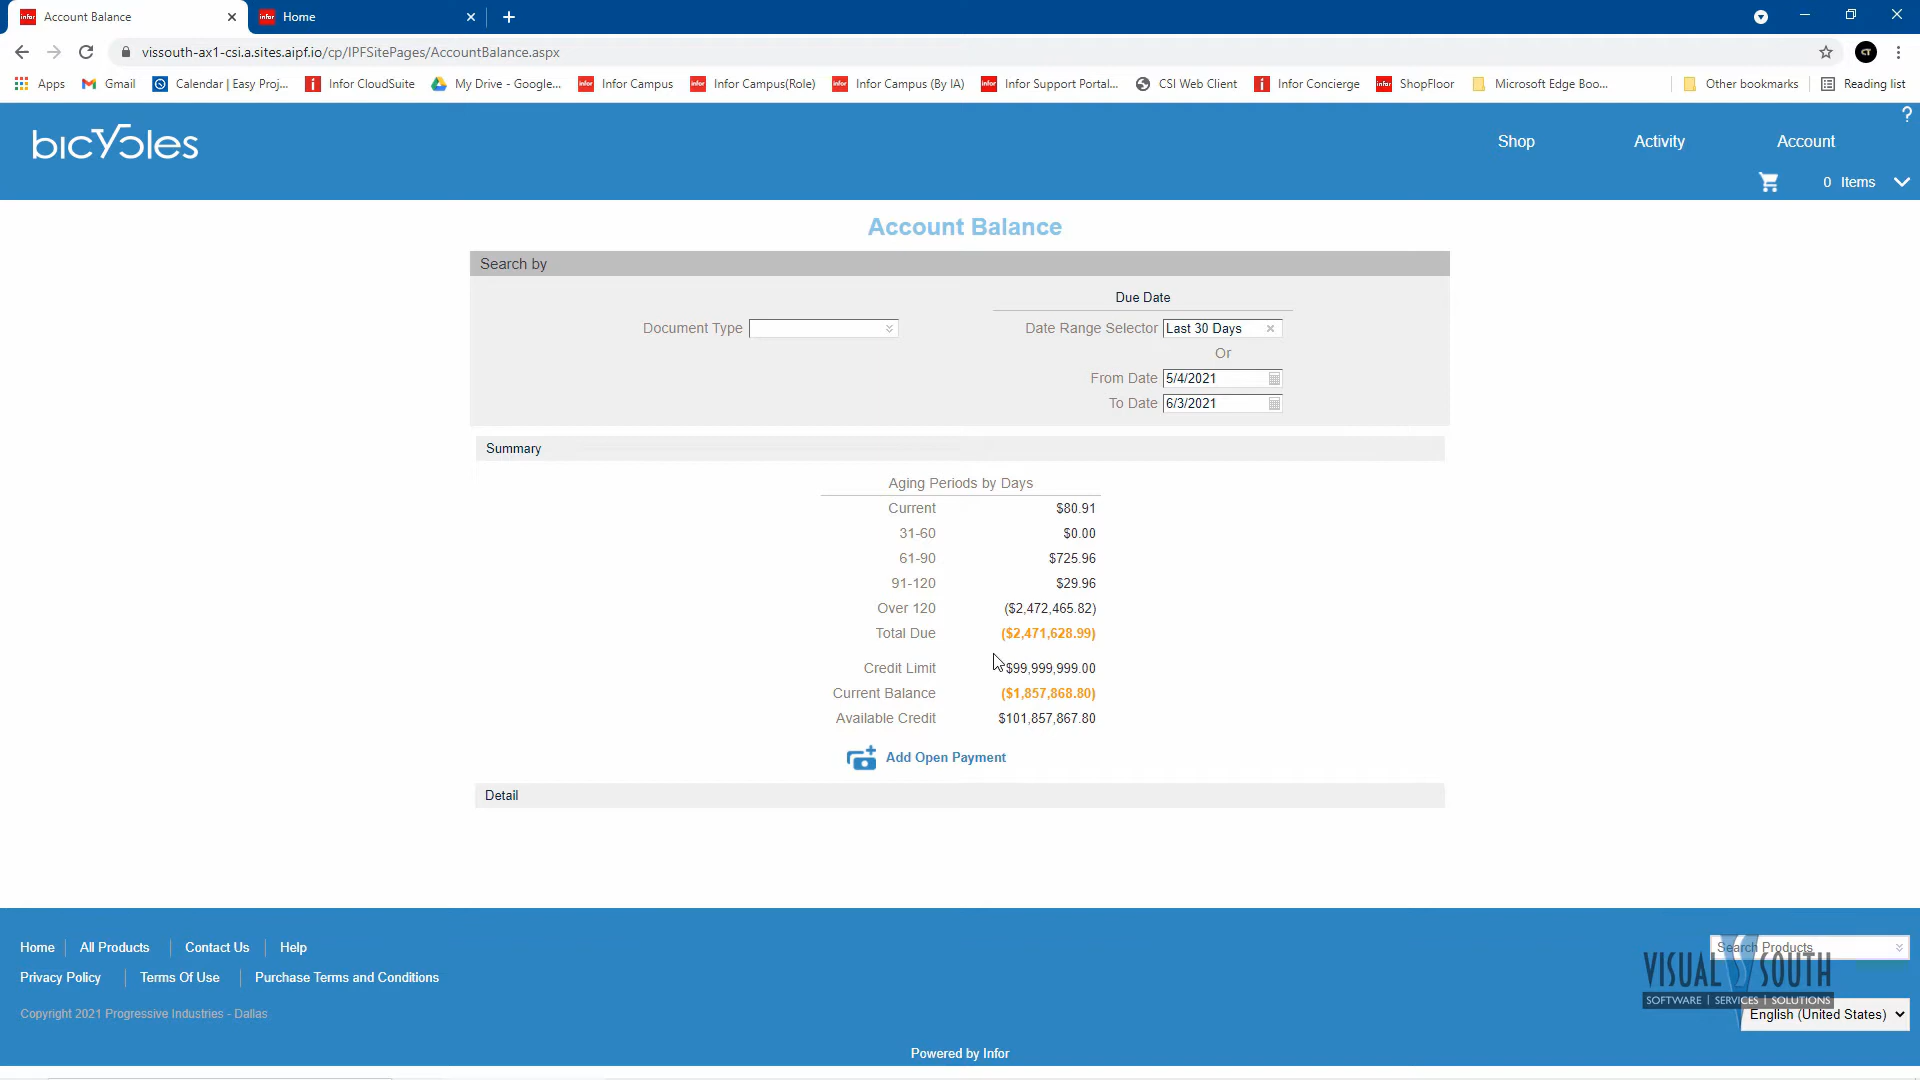 Account Balance
Home
vissouth-ax1-csi.a.sites.aipf.io/cp/IPFSitePages/AccountBalance.aspx
CT
Apps
Gmail
Calendar | Easy Proj...
Infor CloudSuite
My Drive - Google...
Infor Campus
Infor Campus(Role)
Infor Campus (By IA)
Infor Support Portal...
CSI Web Client
Infor Concierge
ShopFloor
Microsoft Edge Boo...
Other bookmarks
Reading list
?
bicycles
Shop
Activity
Account
0 Items
Account Balance
Search by
Due Date
Document Type
Date Range Selector Last 30 Days
Or
From Date 5/4/2021
To Date 6/3/2021
Summary
Aging Periods by Days
Current $80.91
31-60 $0.00
61-90 $725.96
91-120 $29.96
Over 120 ($2,472,465.82)
Total Due ($2,471,628.99)
Credit Limit $99,999,999.00
Current Balance ($1,857,868.80)
Available Credit $101,857,867.80
Add Open Payment
Detail
Home
All Products
Contact Us
Help
Search Products
Privacy Policy
Terms Of Use
Purchase Terms and Conditions
VISUAL SOUTH
SOFTWARE | SERVICES | SOLUTIONS
Copyright 2021 Progressive Industries - Dallas
English (United States)
Powered by Infor